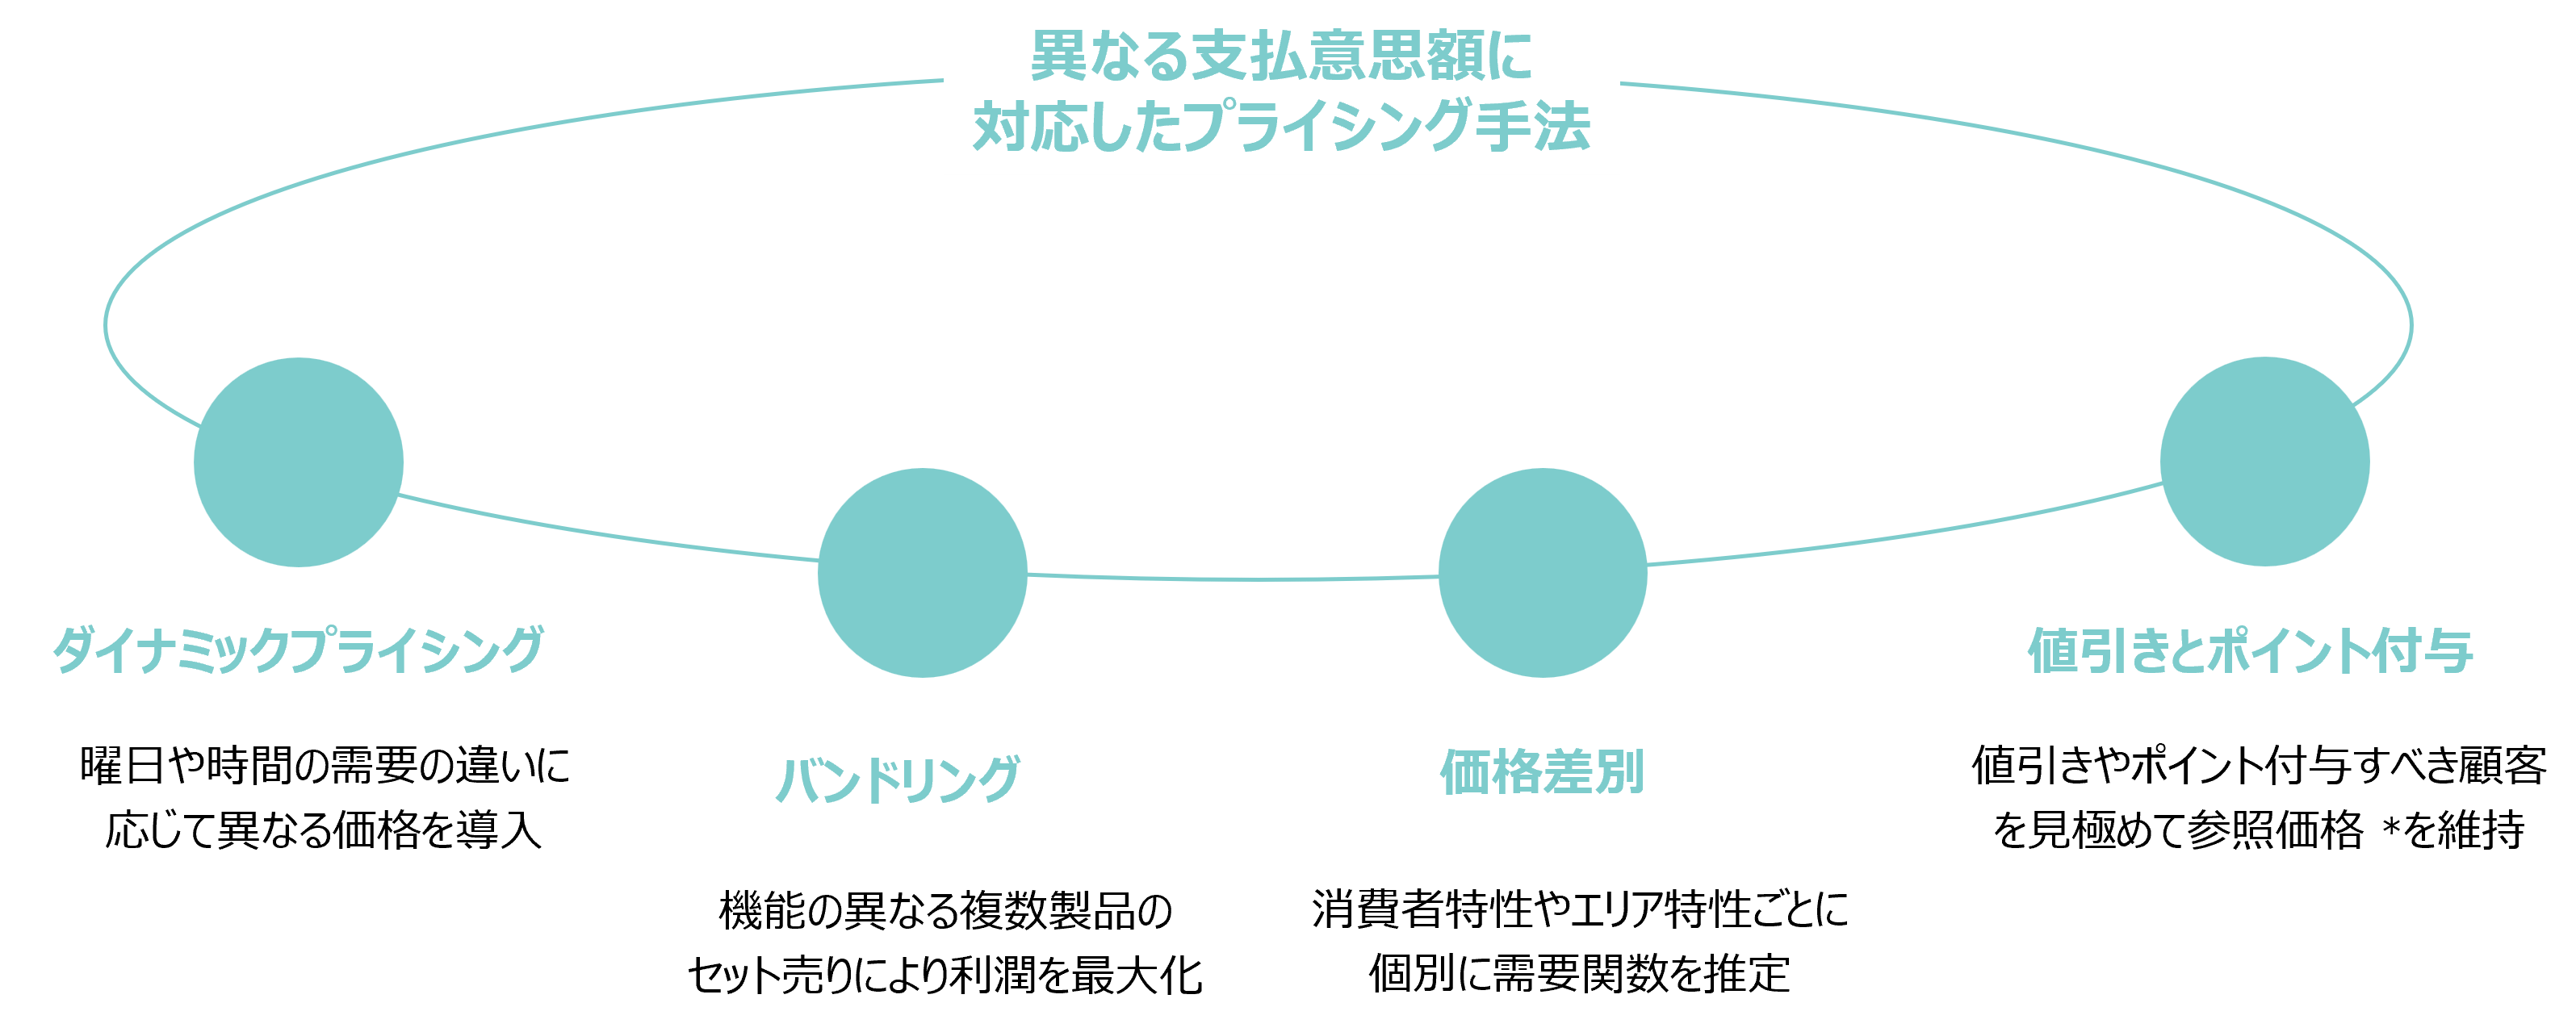 異なる支払意思額に
対応したプライシング手法
ダイナミックプライシング
曜日や時間の需要の違いに
応じて異なる価格を導入
バンドリング
機能の異なる複数製品の
セット売りにより利潤を最大化
価格差別
消費者特性やエリア特性ごとに
個別に需要関数を推定
値引きとポイント付与
値引きやポイント付与すべき顧客
を見極めて参照価格 *を維持